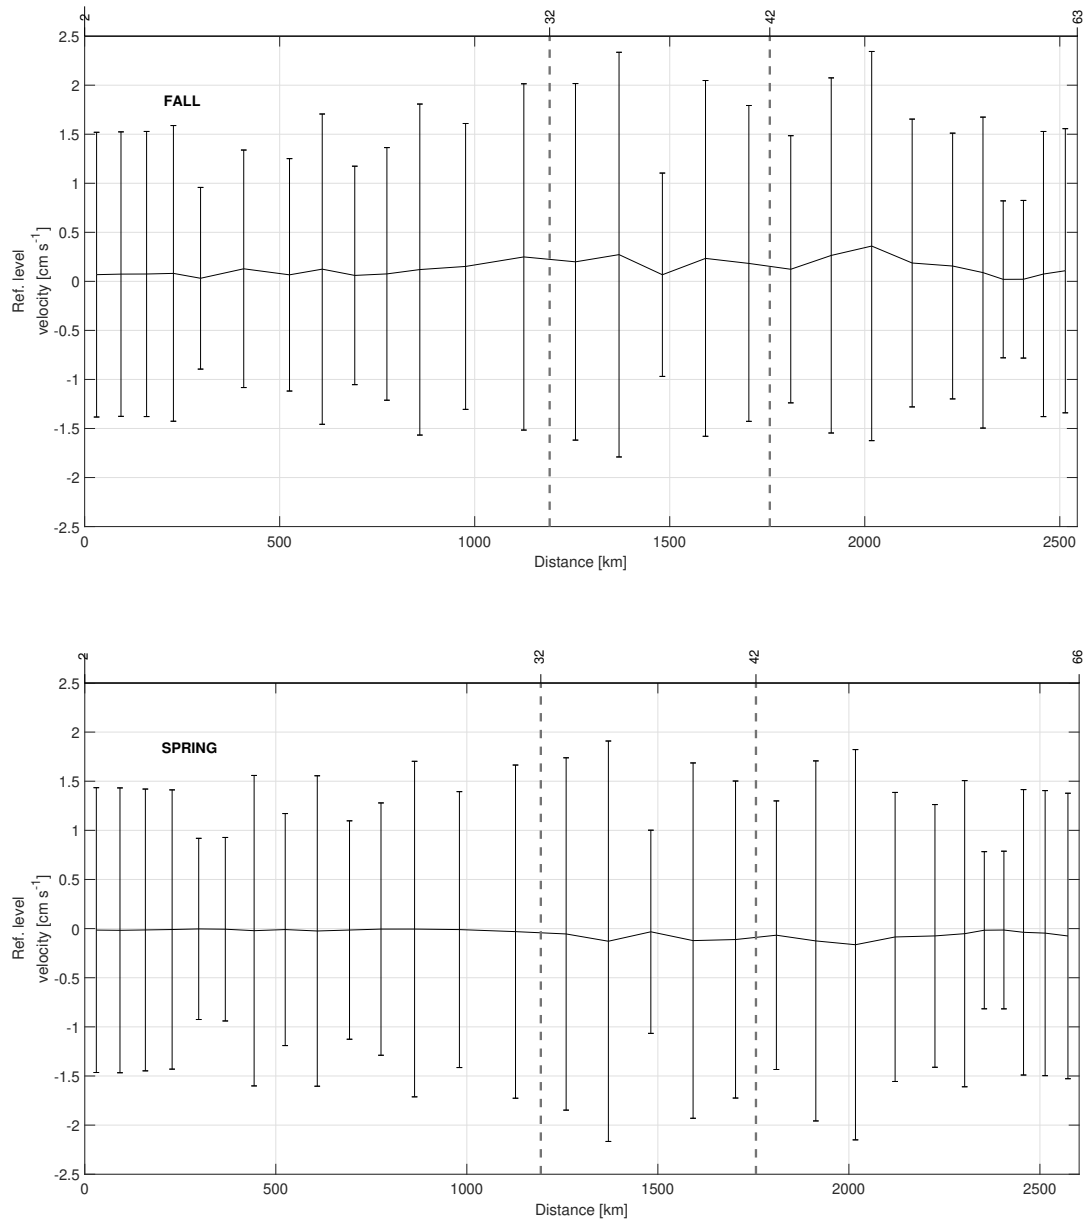 2 32 42 63
2.5
2
FALL
1.5
1
0.5
0
-0.5
-1
-1.5
-2
-2.5
Ref. level
velocity [cm s⁻¹]
0 500 1000 1500 2000 2500
Distance [km]
2 32 42 66
2.5
2
SPRING
1.5
1
0.5
0
-0.5
-1
-1.5
-2
-2.5
Ref. level
velocity [cm s⁻¹]
0 500 1000 1500 2000 2500
Distance [km]